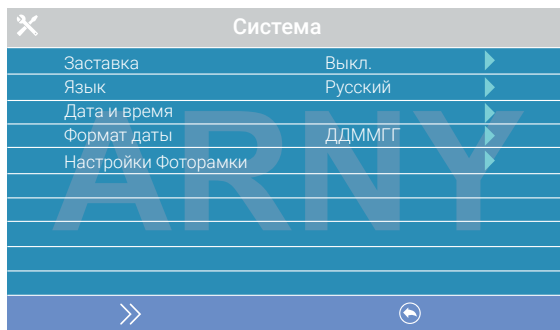 Система
Заставка Выкл.
Язык Русский
Дата и время
Формат даты ДДММГГ
Настройки Фоторамки
ARNY